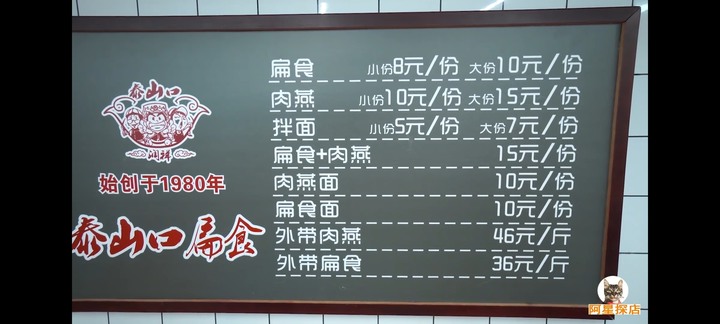 泰山口
润祥
始创于1980年
泰山口扁食
扁食 小份8元/份 大份10元/份
肉燕 小份10元/份 大份15元/份
拌面 小份5元/份 大份7元/份
扁食+肉燕 15元/份
肉燕面 10元/份
扁食面 10元/份
外带肉燕 46元/斤
外带扁食 36元/斤
阿星探店